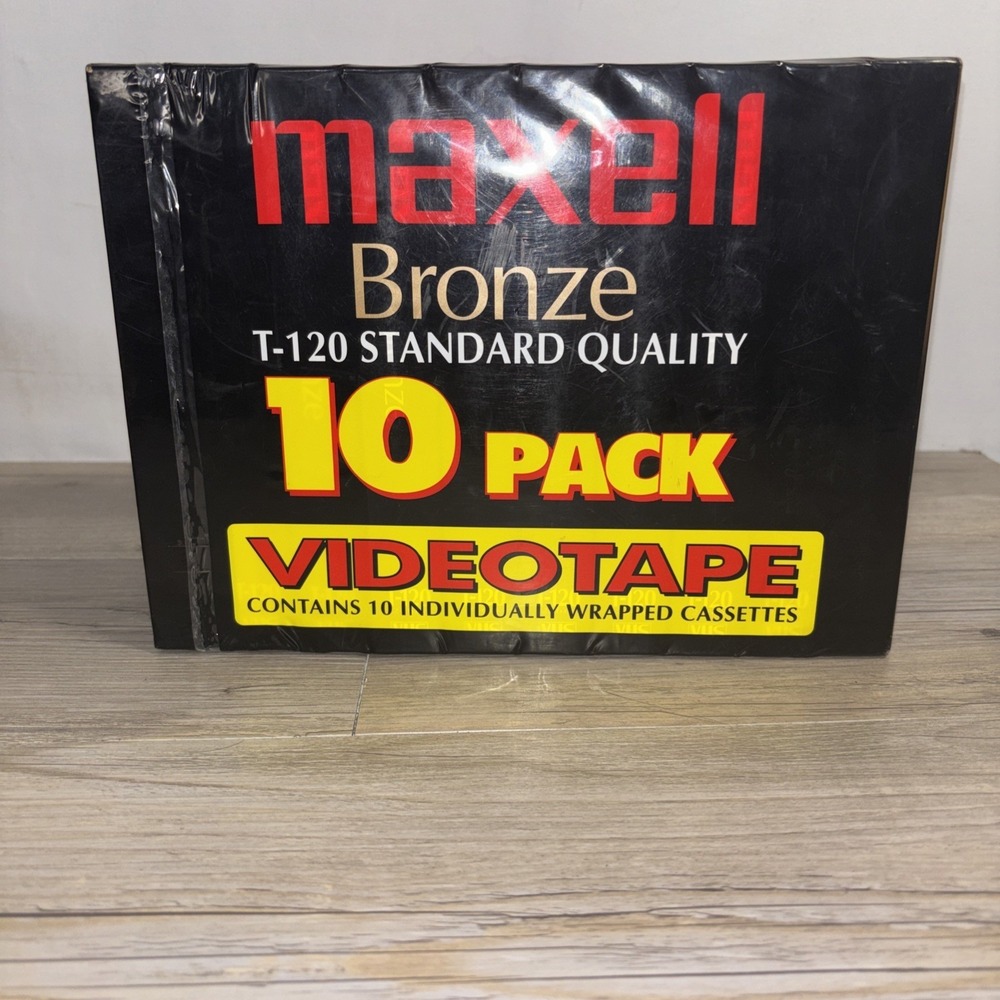 maxell
Bronze
T-120 STANDARD QUALITY
10 PACK
VIDEOTAPE
CONTAINS 10 INDIVIDUALLY WRAPPED CASSETTES